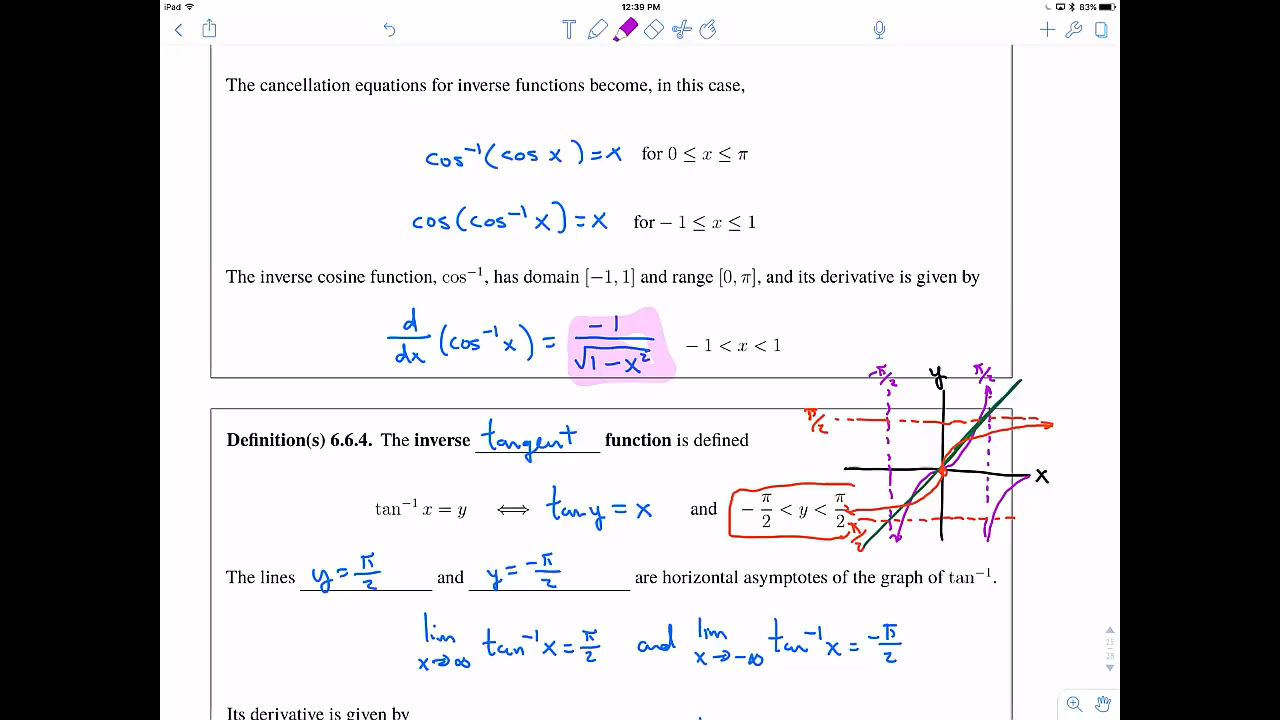 iPad 12:39 PM 83%
The cancellation equations for inverse functions become, in this case,
cos⁻¹(cos x) = x for 0 ≤ x ≤ π
cos(cos⁻¹ x) = x for − 1 ≤ x ≤ 1
The inverse cosine function, cos⁻¹, has domain [−1, 1] and range [0, π], and its derivative is given by
d/dx (cos⁻¹ x) = −1/√(1−x²) − 1 < x < 1
-π/2 y π/2
π/2
x
-π/2
Definition(s) 6.6.4. The inverse tangent function is defined
tan⁻¹ x = y ⟺ tan y = x and − π/2 < y < π/2
The lines y = π/2 and y = -π/2 are horizontal asymptotes of the graph of tan⁻¹.
lim x→∞ tan⁻¹ x = π/2 and lim x→-∞ tan⁻¹ x = -π/2
Its derivative is given by
25
28